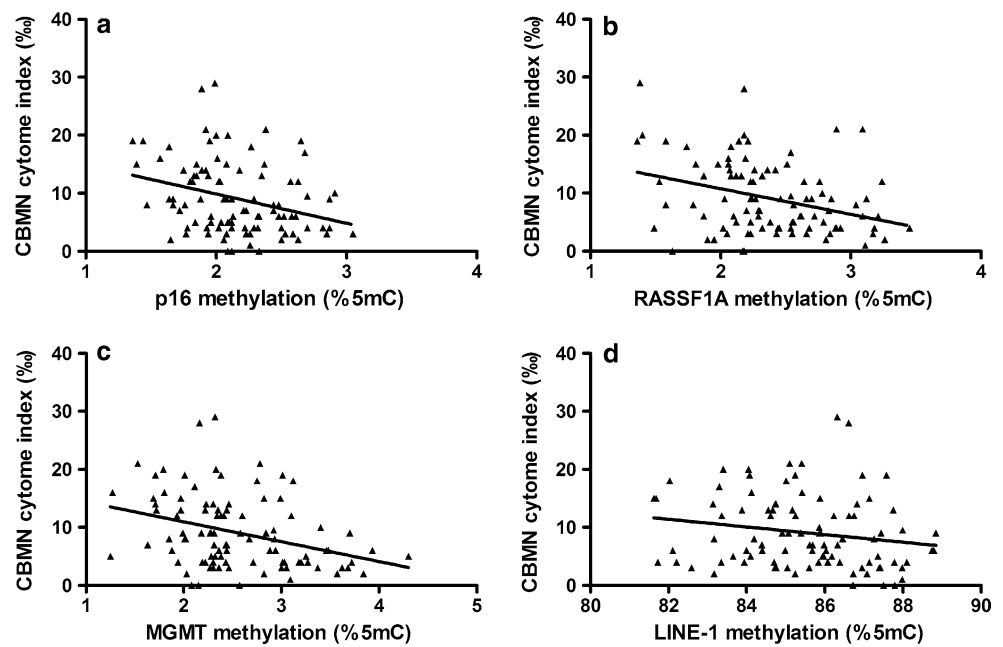 a
CBMN cytome index (‰)
40
30
20
10
0
1 2 3 4
p16 methylation (%5mC)
b
CBMN cytome index (‰)
40
30
20
10
0
1 2 3 4
RASSF1A methylation (%5mC)
c
CBMN cytome index (‰)
40
30
20
10
0
1 2 3 4 5
MGMT methylation (%5mC)
d
CBMN cytome index (‰)
40
30
20
10
0
80 82 84 86 88 90
LINE-1 methylation (%5mC)